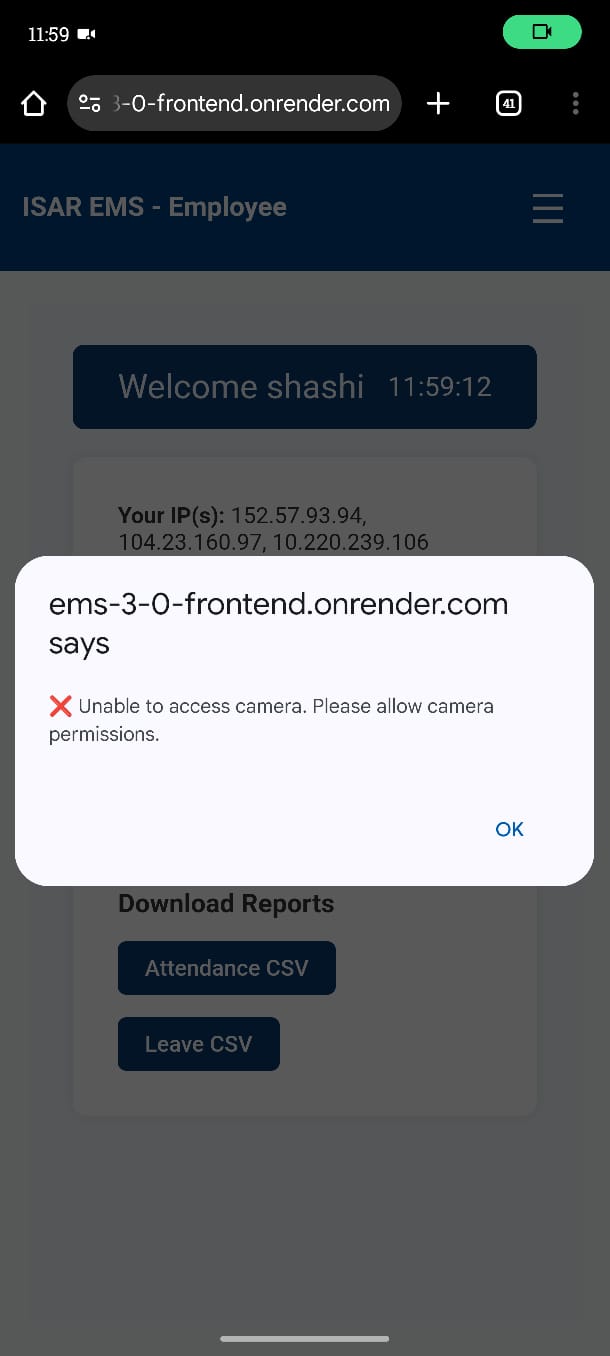 11:59
3-0-frontend.onrender.com
41
ISAR EMS - Employee
Welcome shashi 11:59:12
Your IP(s): 152.57.93.94,
104.23.160.97, 10.220.239.106
ems-3-0-frontend.onrender.com
says
❌ Unable to access camera. Please allow camera
permissions.
OK
Download Reports
Attendance CSV
Leave CSV